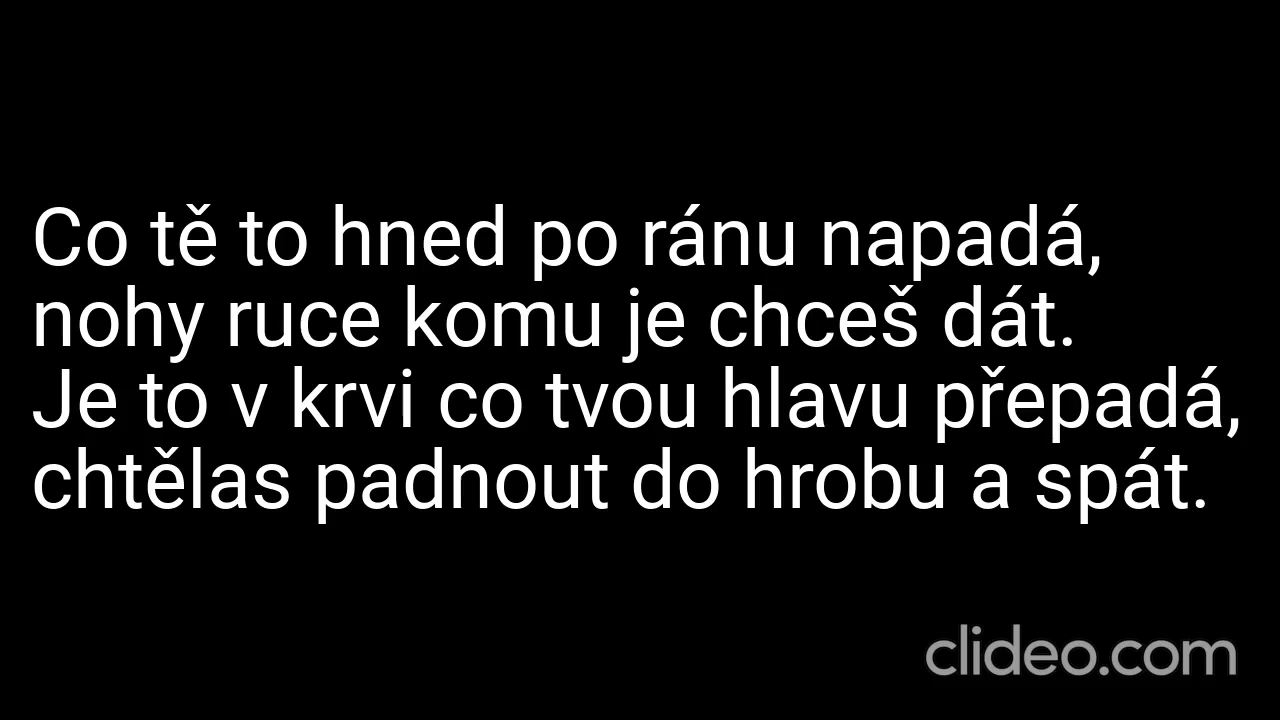 Co tě to hned po ránu napadá,
nohy ruce komu je chceš dát.
Je to v krvi co tvou hlavu přepadá,
chtělas padnout do hrobu a spát.
clideo.com